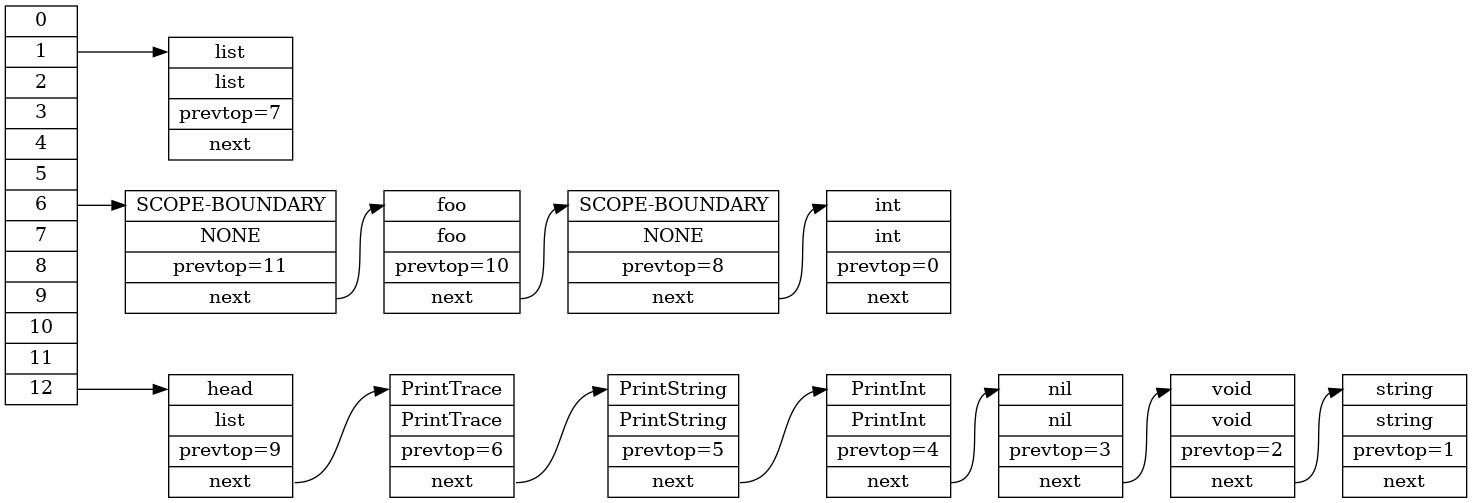 0
1
2
3
4
5
6
7
8
9
10
11
12
list
list
prevtop=7
next
SCOPE-BOUNDARY
NONE
prevtop=11
next
foo
foo
prevtop=10
next
SCOPE-BOUNDARY
NONE
prevtop=8
next
int
int
prevtop=0
next
head
list
prevtop=9
next
PrintTrace
PrintTrace
prevtop=6
next
PrintString
PrintString
prevtop=5
next
PrintInt
PrintInt
prevtop=4
next
nil
nil
prevtop=3
next
void
void
prevtop=2
next
string
string
prevtop=1
next